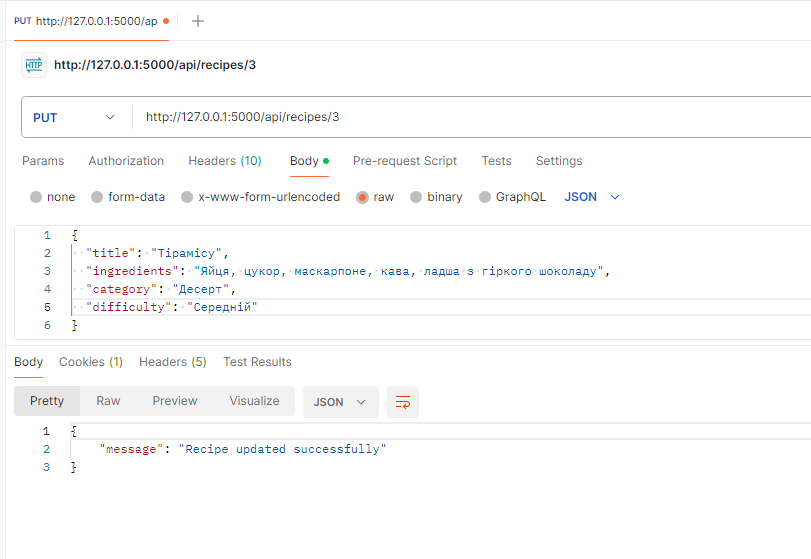 PUT http://127.0.0.1:5000/ap
HTTP http://127.0.0.1:5000/api/recipes/3
PUT http://127.0.0.1:5000/api/recipes/3
Params Authorization Headers (10) Body Pre-request Script Tests Settings
none form-data x-www-form-urlencoded raw binary GraphQL JSON
1 {
2 "title": "Тірамісу",
3 "ingredients": "Яйця, цукор, маскарпоне, кава, ладша з гіркого шоколаду",
4 "category": "Десерт",
5 "difficulty": "Середній"
6 }
Body Cookies (1) Headers (5) Test Results
Pretty Raw Preview Visualize JSON
1 {
2 "message": "Recipe updated successfully"
3 }